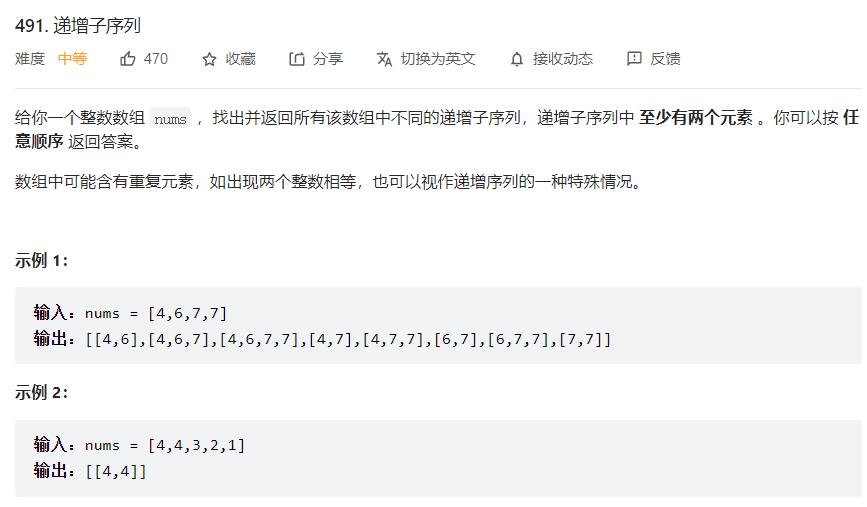 491. 递增子序列
难度 中等 470 收藏 分享 切换为英文 接收动态 反馈
给你一个整数数组 nums ，找出并返回所有该数组中不同的递增子序列，递增子序列中 至少有两个元素 。你可以按 任
意顺序 返回答案。
数组中可能含有重复元素，如出现两个整数相等，也可以视作递增序列的一种特殊情况。
示例 1：
输入：nums = [4,6,7,7]
输出：[[4,6],[4,6,7],[4,6,7,7],[4,7],[4,7,7],[6,7],[6,7,7],[7,7]]
示例 2：
输入：nums = [4,4,3,2,1]
输出：[[4,4]]